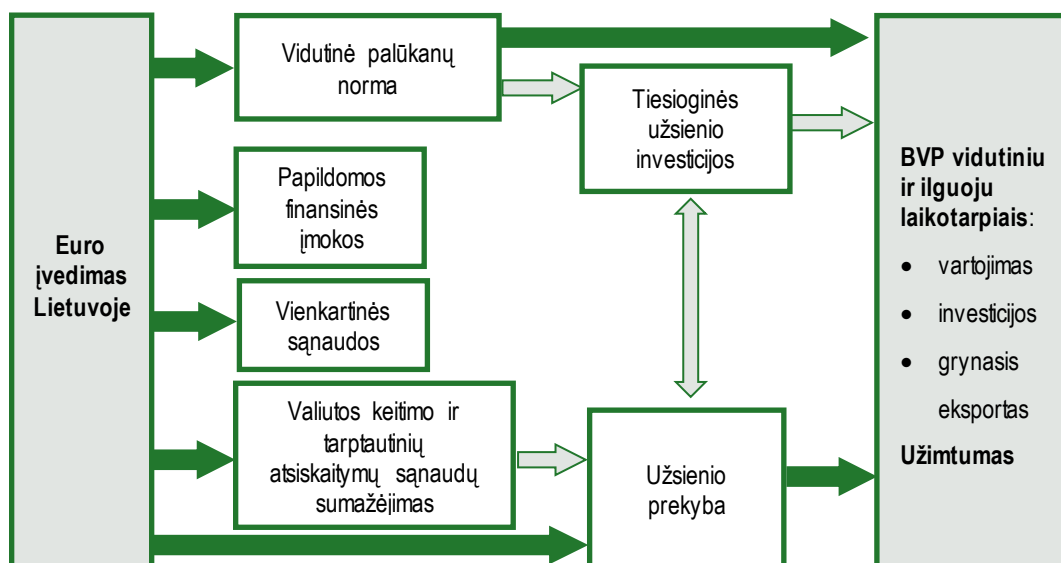 Euro
įvedimas
Lietuvoje
Vidutinė palūkanų
norma
Papildomos
finansinės
įmokos
Vienkartinės
sąnaudos
Valiutos keitimo ir
tarptautinių
atsiskaitymų sąnaudų
sumažėjimas
Tiesioginės
užsienio
investicijos
Užsienio
prekyba
BVP vidutiniu
ir ilguoju
laikotarpiais:
• vartojimas
• investicijos
• grynasis
eksportas
Užimtumas